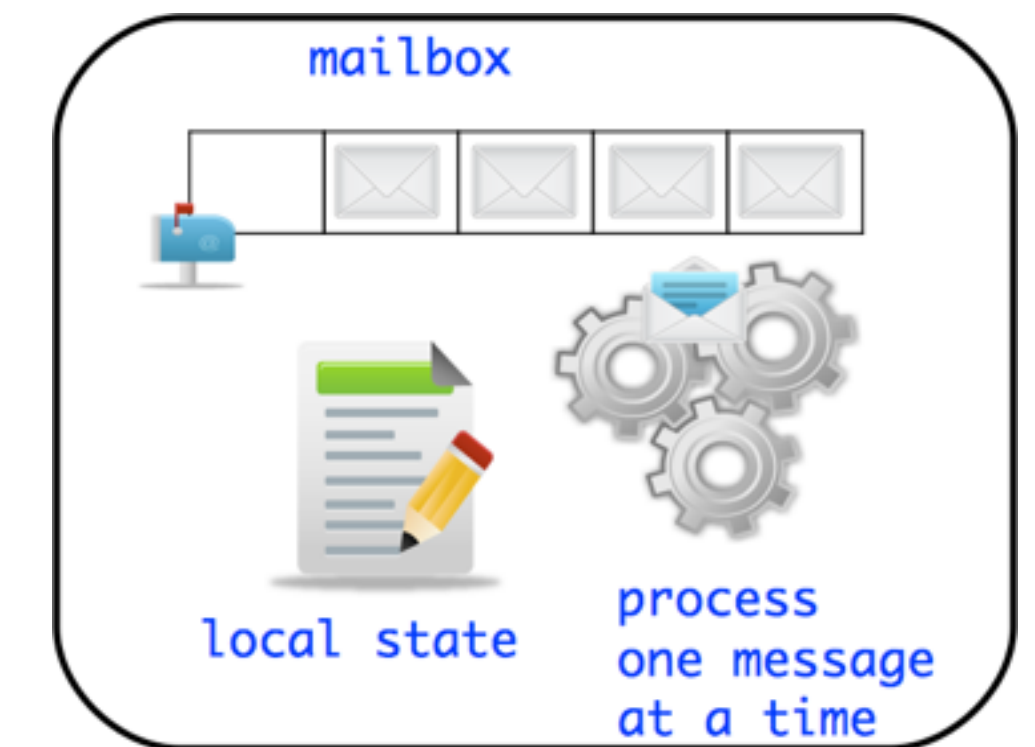 mailbox
local state
process
one message
at a time